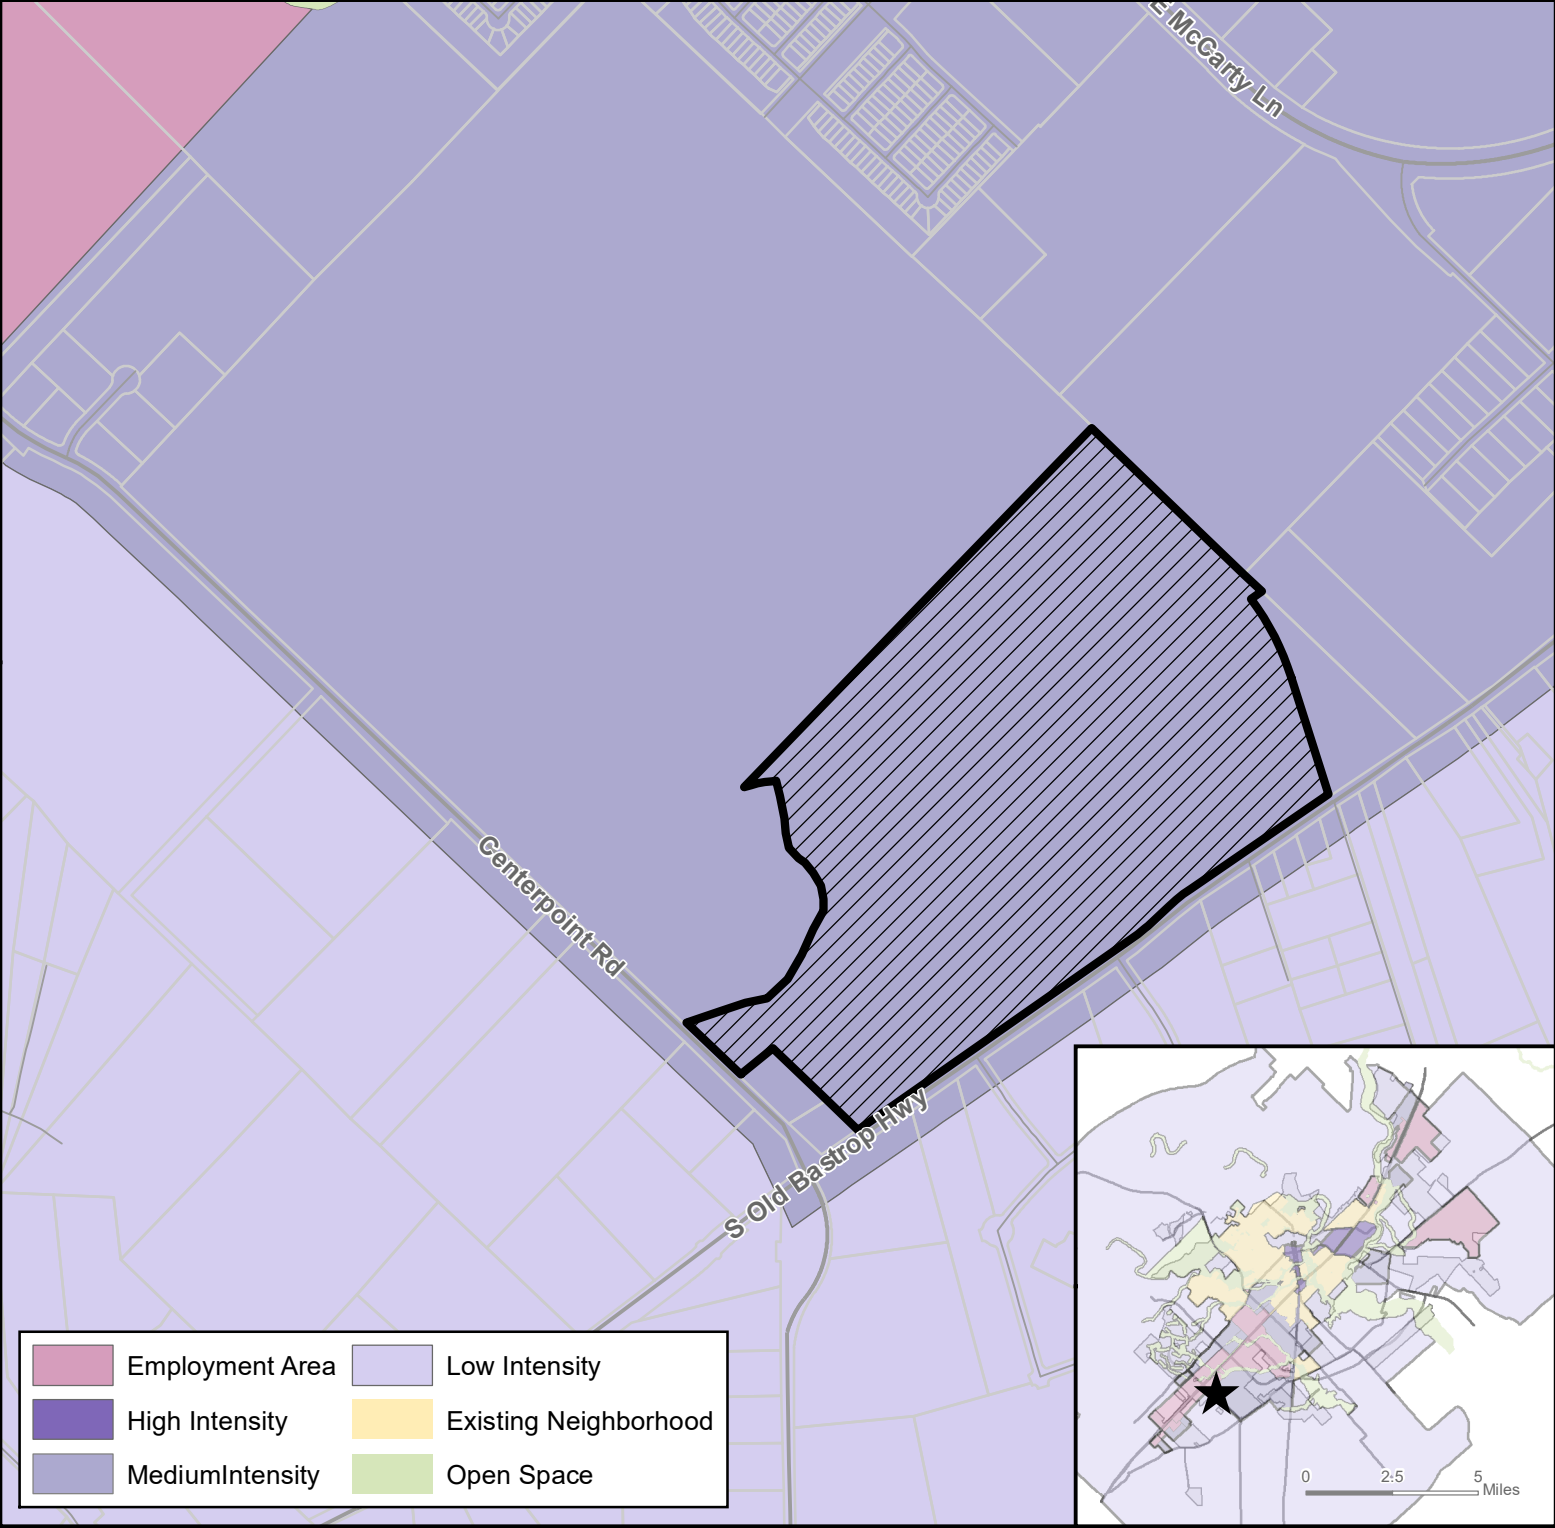 E McCarty Ln
Centerpoint Rd
S Old Bastrop Hwy
Employment Area
High Intensity
MediumIntensity
Low Intensity
Existing Neighborhood
Open Space
0 2.5 5
Miles